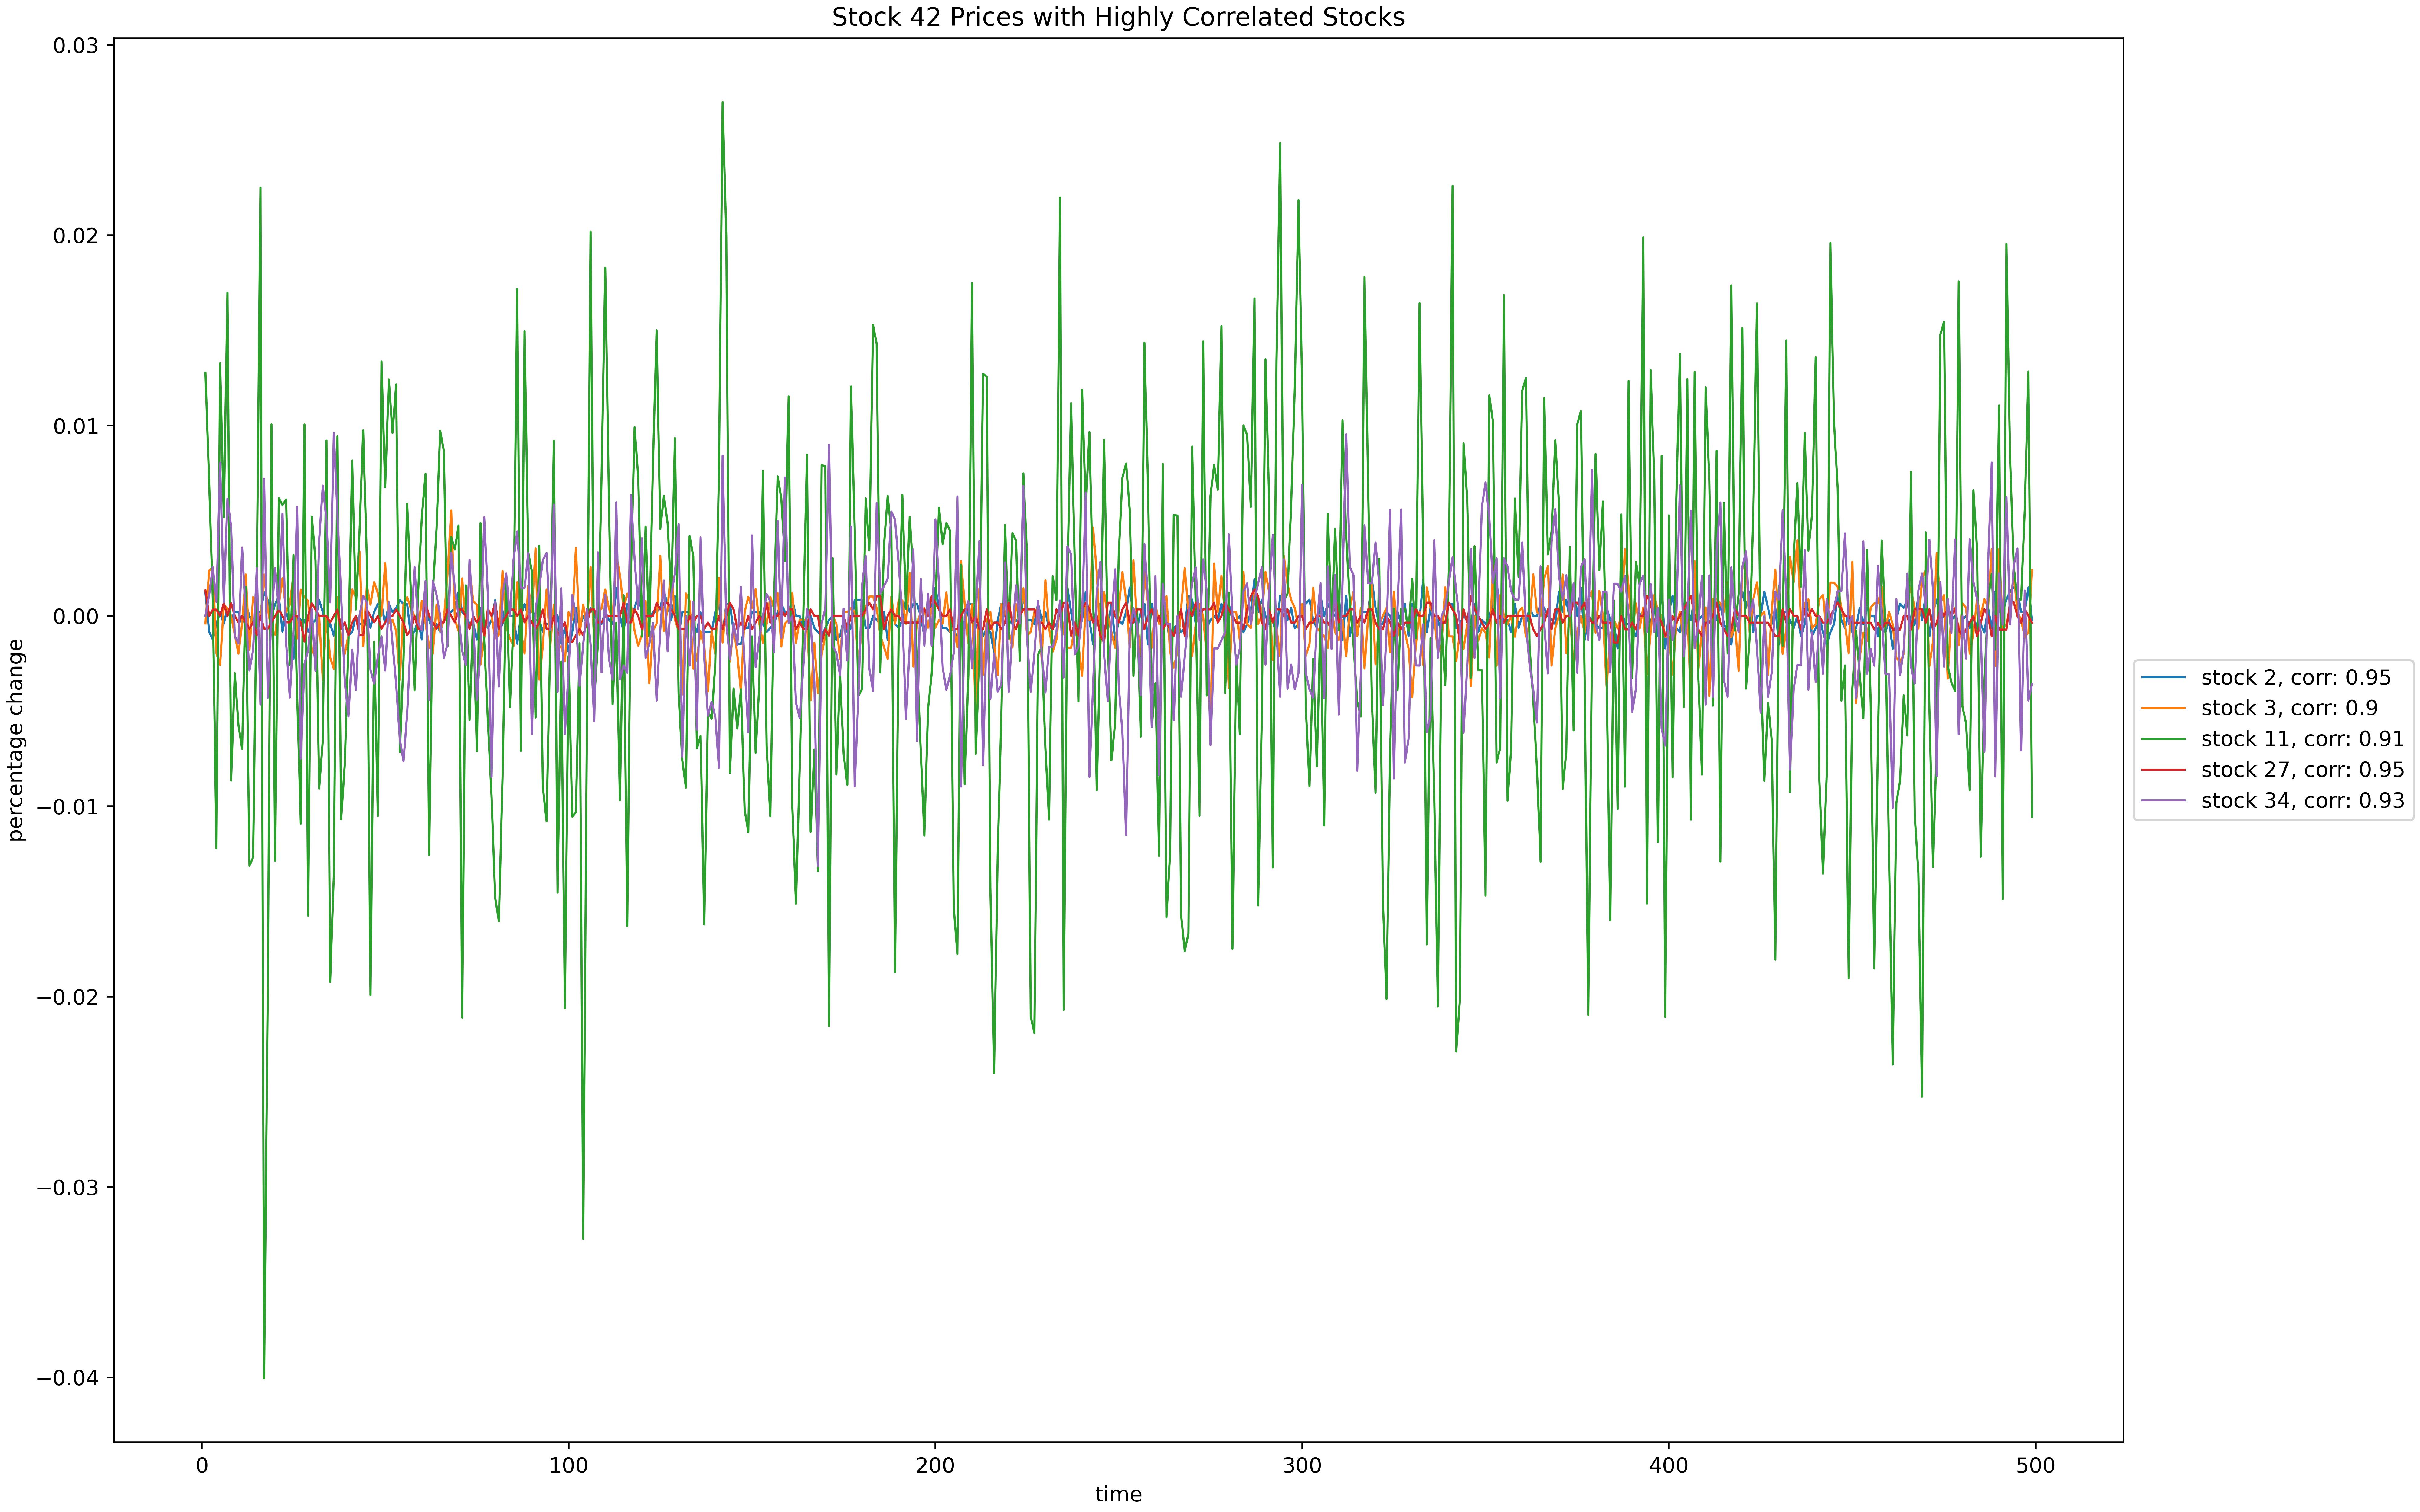 Stock 42 Prices with Highly Correlated Stocks
percentage change
0.03
0.02
0.01
0.00
−0.01
−0.02
−0.03
−0.04
0
100
200
300
400
500
time
stock 2, corr: 0.95
stock 3, corr: 0.9
stock 11, corr: 0.91
stock 27, corr: 0.95
stock 34, corr: 0.93